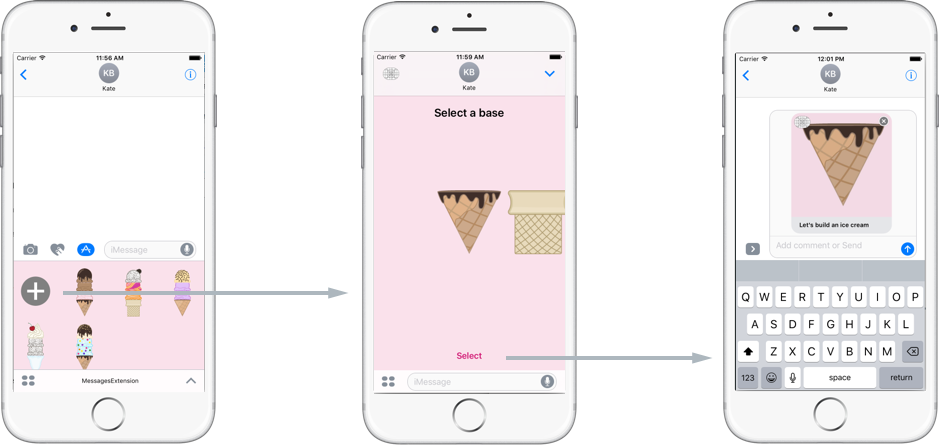 Carrier 11:56 AM
KB
Kate
iMessage
MessagesExtension
Carrier 11:59 AM
KB
Kate
Select a base
Select
iMessage
Carrier 12:01 PM
KB
Kate
Let's build an ice cream
Add comment or Send
Q W E R T Y U I O P
A S D F G H J K L
Z X C V B N M
123 space return